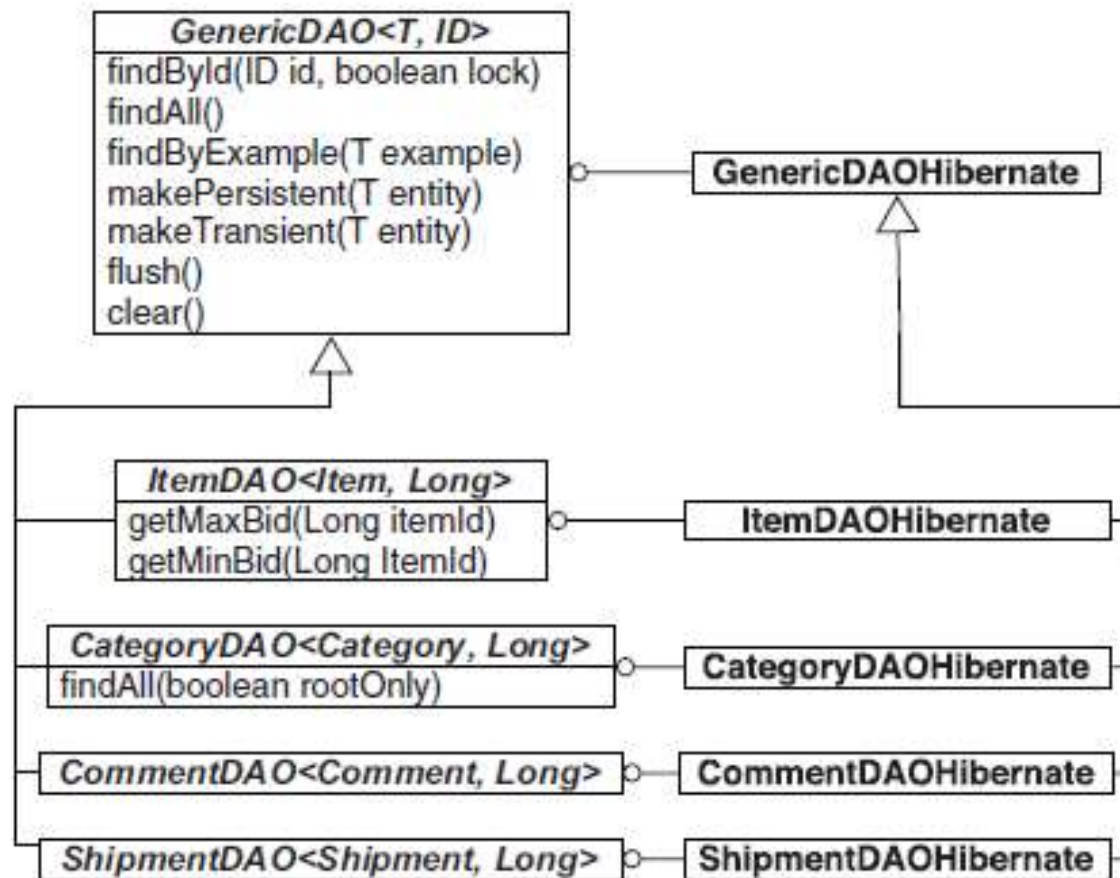 GenericDAO<T, ID>
findById(ID id, boolean lock)
findAll()
findByExample(T example)
makePersistent(T entity)
makeTransient(T entity)
flush()
clear()
GenericDAOHibernate
ItemDAO<Item, Long>
getMaxBid(Long itemId)
getMinBid(Long ItemId)
ItemDAOHibernate
CategoryDAO<Category, Long>
findAll(boolean rootOnly)
CategoryDAOHibernate
CommentDAO<Comment, Long>
CommentDAOHibernate
ShipmentDAO<Shipment, Long>
ShipmentDAOHibernate